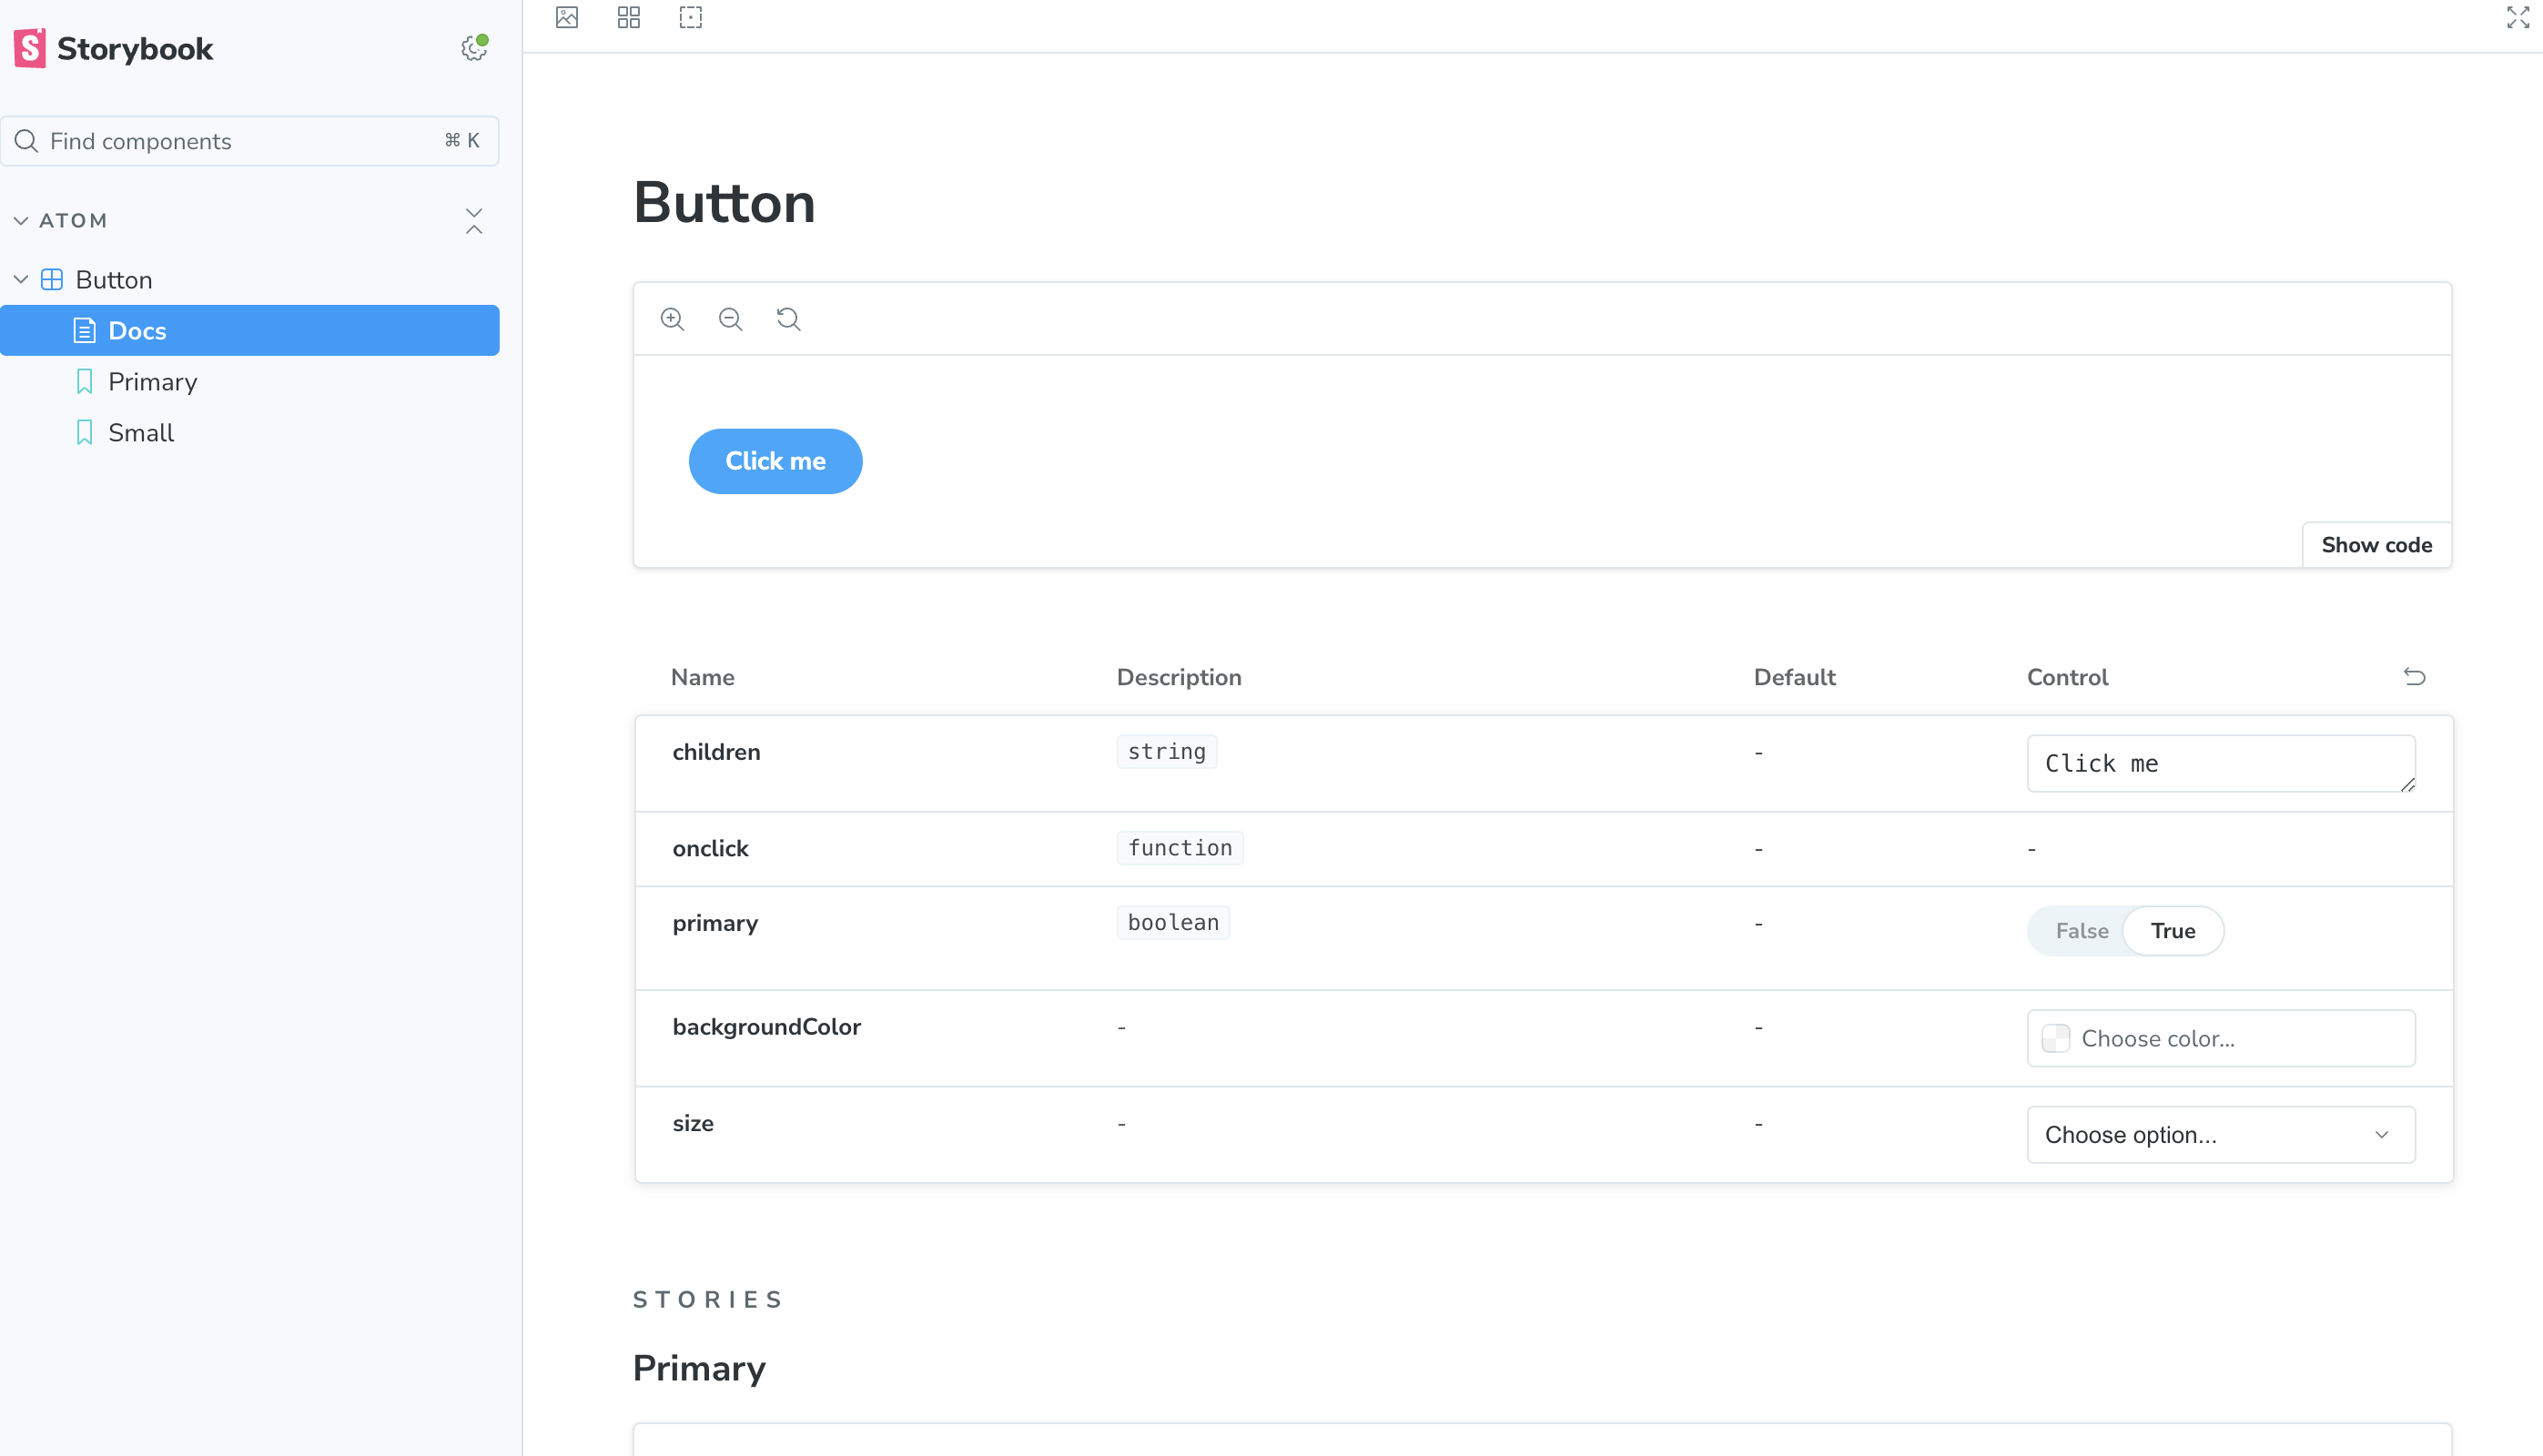 Storybook
Find components
⌘ K
ATOM
Button
Docs
Primary
Small
Button
Click me
Show code
Name Description Default Control
children string - Click me
onclick function - -
primary boolean - False True
backgroundColor - - Choose color...
size - - Choose option...
STORIES
Primary